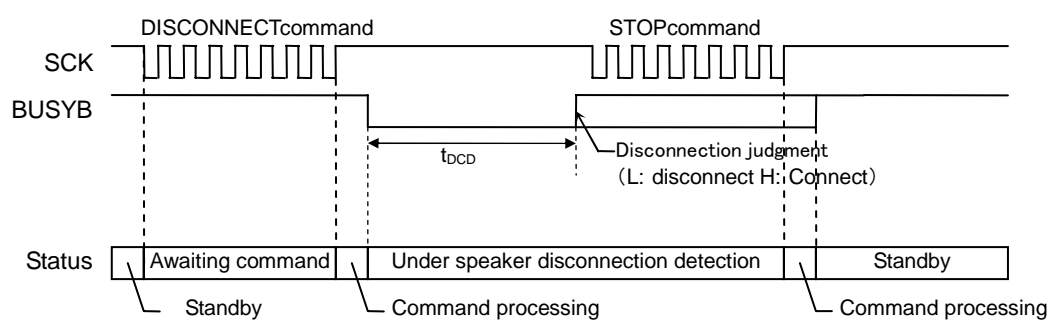 DISCONNECTcommand STOPcommand
SCK
BUSYB
tDCD
Disconnection judgment
(L: disconnect H: Connect)
Status Awaiting command Under speaker disconnection detection Standby
Standby Command processing Command processing